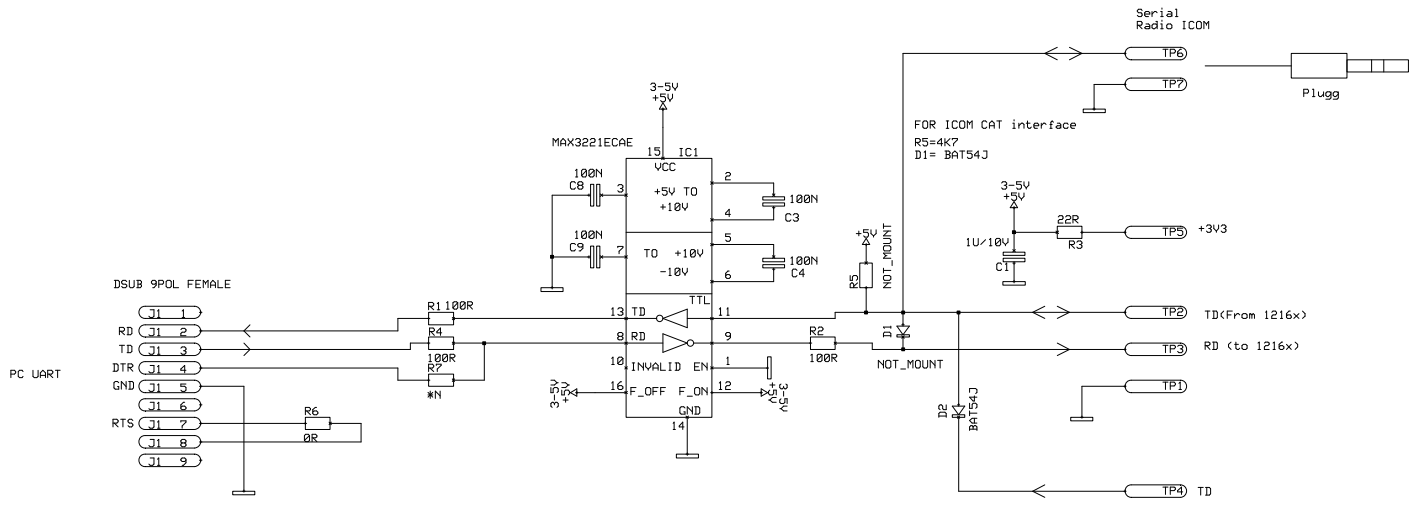 Serial
Radio ICOM
TP6
TP7
Plugg
FOR ICOM CAT interface
R5=4K7
D1= BAT54J
3-5V
+5V
MAX3221ECAE
15
IC1
VCC
100N
C8
3
+5V TO
+10V
2
4
100N
C3
100N
C9
7
TO +10V
-10V
5
6
100N
C4
3-5V
+5V
22R
R3
TP5
+3V3
1U/10V
C1
+5V
R5
NOT_MOUNT
DSUB 9POL FEMALE
J1 1
RD J1 2
TD J1 3
DTR J1 4
GND J1 5
J1 6
RTS J1 7
J1 8
J1 9
PC UART
R1 100R
R4
100R
R7
*N
R6
0R
TTL
13 TD 11
8 RD 9
10 INVALID EN 1
16 F_OFF F_ON 12
GND
14
3-5V
+5V
+5V
3-5V
+5V
3-5V
R2
100R
D1
NOT_MOUNT
D2
BAT54J
TP2
TD(From 1216x)
TP3
RD (to 1216x)
TP1
TP4
TD